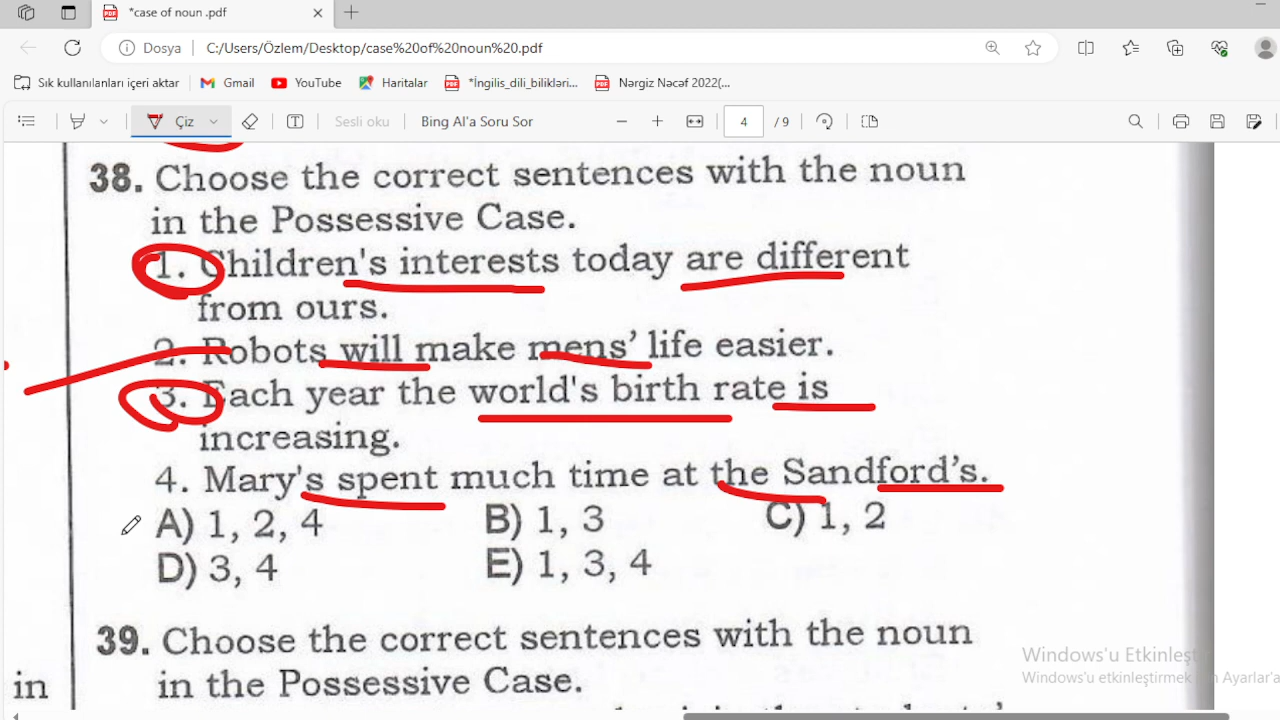 *case of noun .pdf
Dosya C:/Users/Özlem/Desktop/case%20of%20noun%20.pdf
Sık kullanılanları içeri aktar Gmail YouTube Haritalar *İngilis_dili_bilikləri... Nərgiz Nəcəf 2022(...
Çiz Sesli oku Bing AI'a Soru Sor 4 / 9
38. Choose the correct sentences with the noun
in the Possessive Case.
1. Children's interests today are different
from ours.
2. Robots will make mens' life easier.
3. Each year the world's birth rate is
increasing.
4. Mary's spent much time at the Sandford's.
A) 1, 2, 4 B) 1, 3 C) 1, 2
D) 3, 4 E) 1, 3, 4
39. Choose the correct sentences with the noun
in in the Possessive Case.
Windows'u Etkinleşt
Windows'u etkinleştirmek Ayarlar'a